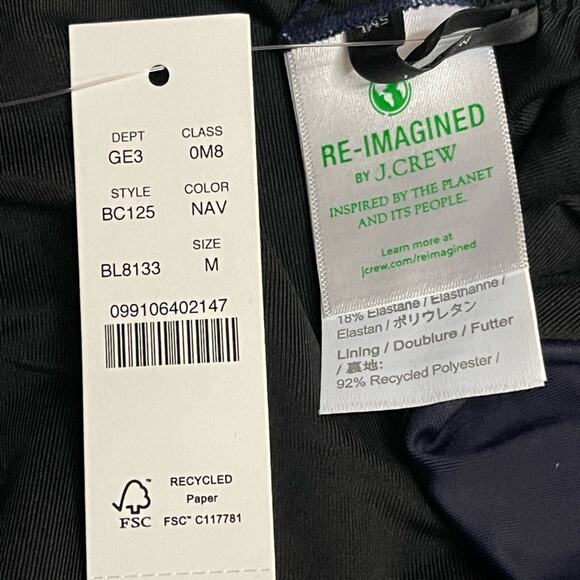 DEPT CLASS
GE3 0M8
STYLE COLOR
BC125 NAV
SIZE
BL8133 M
099106402147
RECYCLED
Paper
FSC FSC™ C117781
RE-IMAGINED
BY J.CREW
INSPIRED BY THE PLANET
AND ITS PEOPLE.
Learn more at
jcrew.com/reimagined
18% Elastane / Elasthanne /
Elastan / ポリウレタン
Lining / Doublure / Futter
/ 裏地:
92% Recycled Polyester /